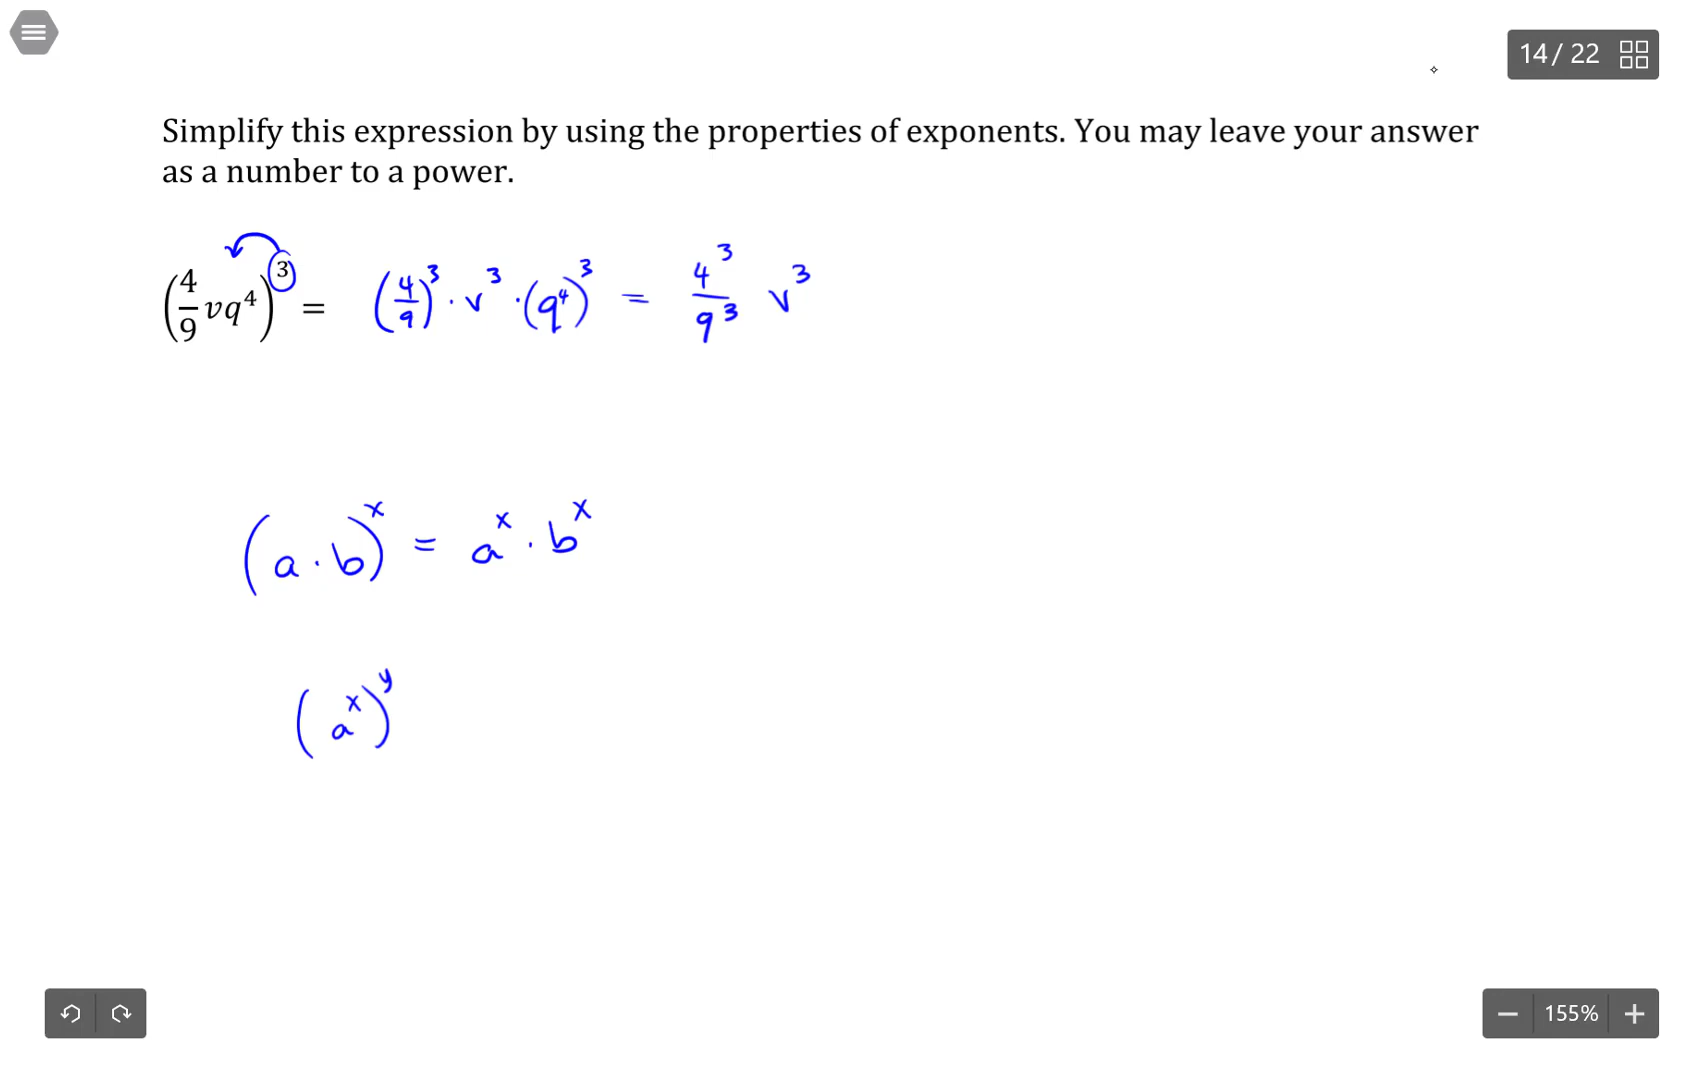 14 / 22
Simplify this expression by using the properties of exponents. You may leave your answer
as a number to a power.
(4/9 vq⁴)³ = (4/9)³ · v³ · (q⁴)³ = 4³/9³ v³
(a · b)ˣ = aˣ · bˣ
(aˣ)ʸ
155%